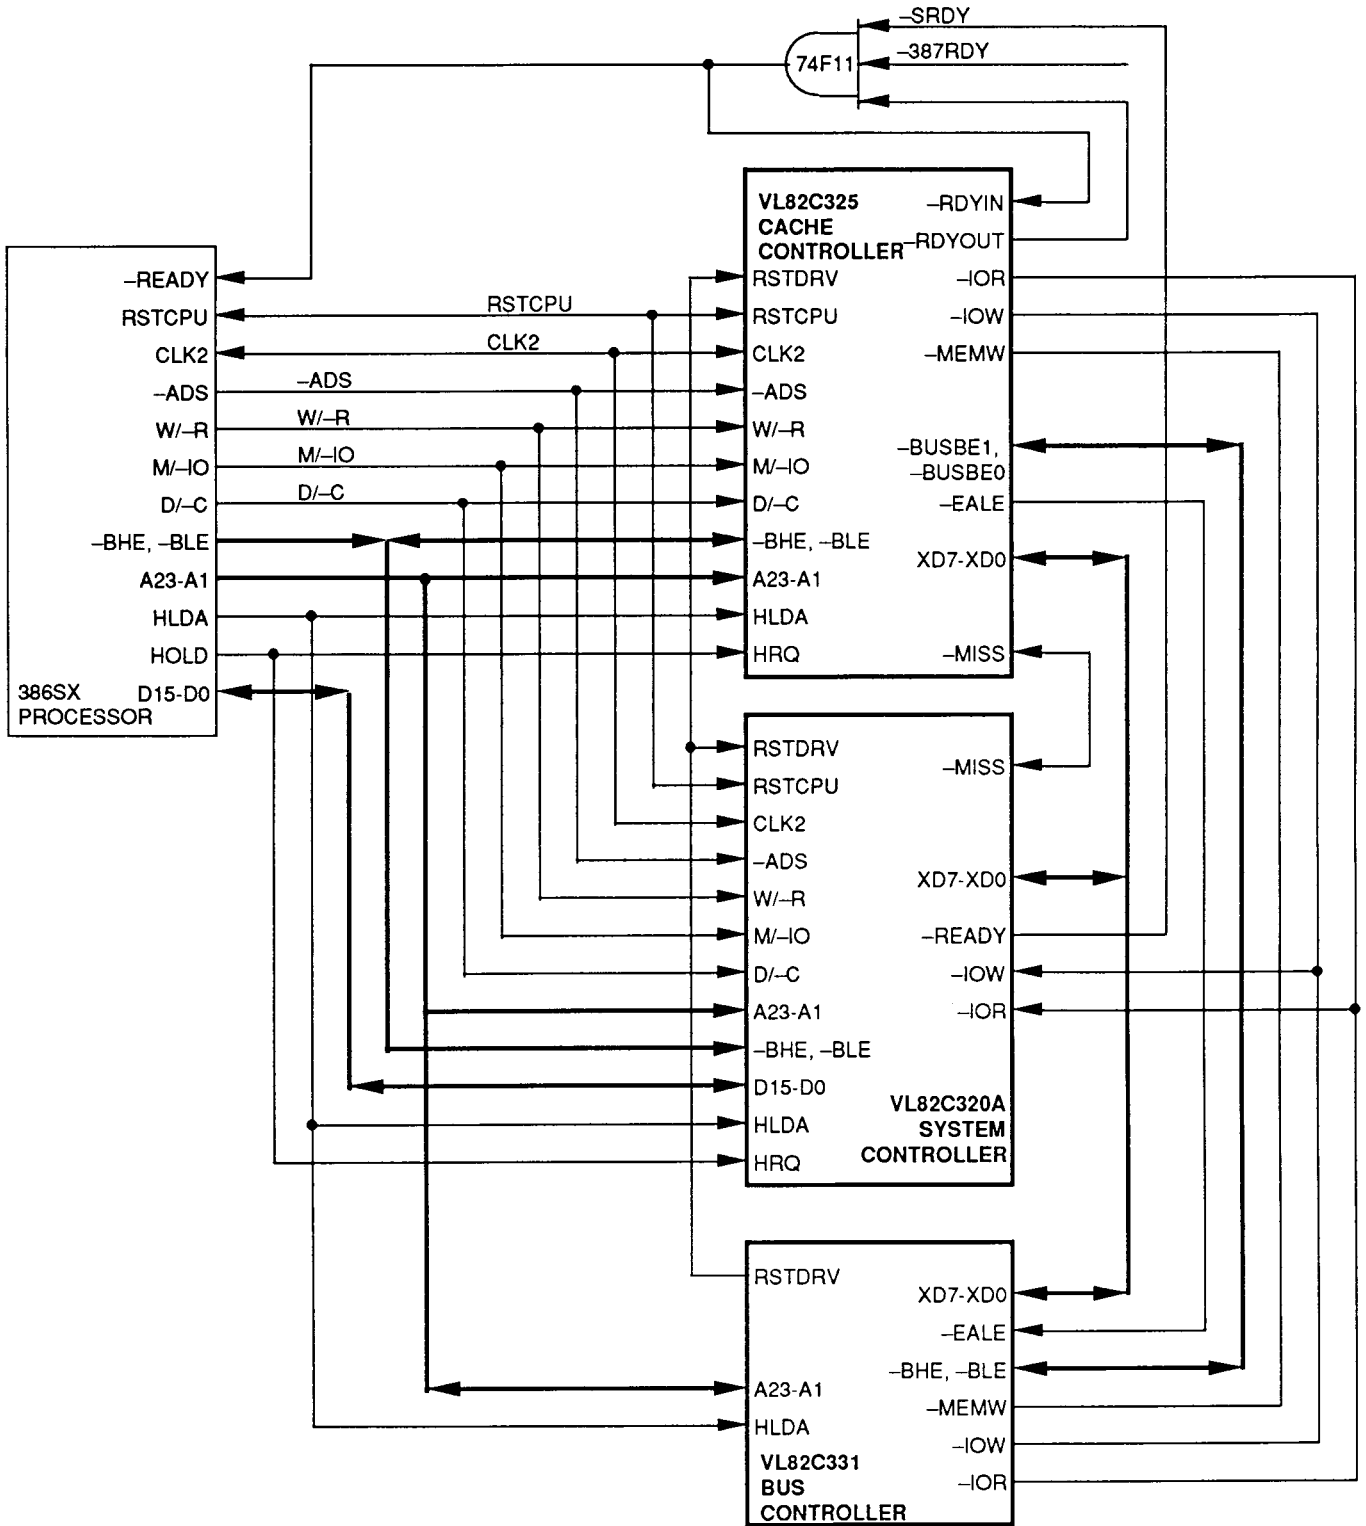 –SRDY
–387RDY
74F11
386SX
PROCESSOR
–READY
RSTCPU
CLK2
–ADS
W/–R
M/–IO
D/–C
–BHE, –BLE
A23-A1
HLDA
HOLD
D15-D0
RSTCPU
CLK2
–ADS
W/–R
M/–IO
D/–C
VL82C325
CACHE
CONTROLLER
RSTDRV
RSTCPU
CLK2
–ADS
W/–R
M/–IO
D/–C
–BHE, –BLE
A23-A1
HLDA
HRQ
–RDYIN
–RDYOUT
–IOR
–IOW
–MEMW
–BUSBE1,
–BUSBE0
–EALE
XD7-XD0
–MISS
RSTDRV
RSTCPU
CLK2
–ADS
W/–R
M/–IO
D/–C
A23-A1
–BHE, –BLE
D15-D0
HLDA
HRQ
–MISS
XD7-XD0
–READY
–IOW
–IOR
VL82C320A
SYSTEM
CONTROLLER
RSTDRV
A23-A1
HLDA
VL82C331
BUS
CONTROLLER
XD7-XD0
–EALE
–BHE, –BLE
–MEMW
–IOW
–IOR